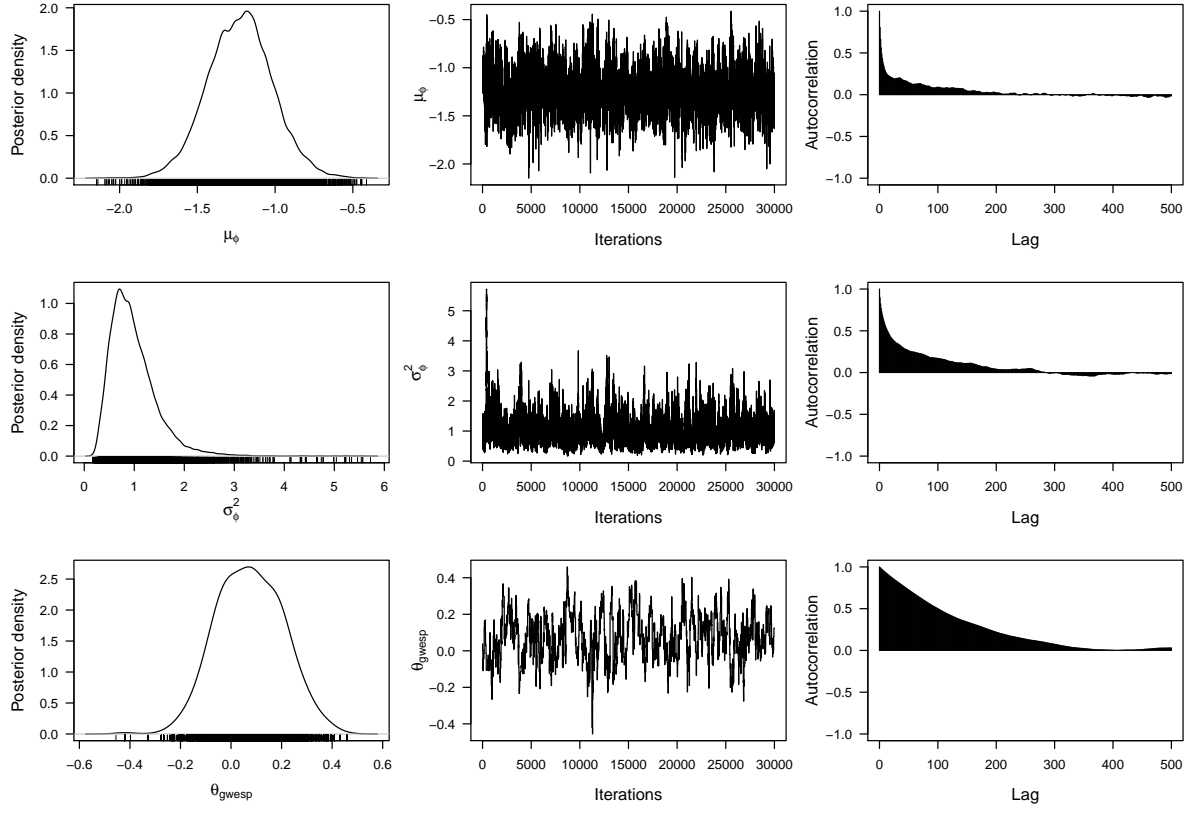 Posterior density
0.0 0.5 1.0 1.5 2.0
−2.0 −1.5 −1.0 −0.5
μϕ
μϕ
−2.0 −1.5 −1.0 −0.5
0 5000 10000 15000 20000 25000 30000
Iterations
Autocorrelation
−1.0 −0.5 0.0 0.5 1.0
0 100 200 300 400 500
Lag
Posterior density
0.0 0.2 0.4 0.6 0.8 1.0
0 1 2 3 4 5 6
σ²ϕ
σ²ϕ
0 1 2 3 4 5
0 5000 10000 15000 20000 25000 30000
Iterations
Autocorrelation
−1.0 −0.5 0.0 0.5 1.0
0 100 200 300 400 500
Lag
Posterior density
0.0 0.5 1.0 1.5 2.0 2.5
−0.6 −0.4 −0.2 0.0 0.2 0.4 0.6
θgwesp
θgwesp
−0.4 −0.2 0.0 0.2 0.4
0 5000 10000 15000 20000 25000 30000
Iterations
Autocorrelation
−1.0 −0.5 0.0 0.5 1.0
0 100 200 300 400 500
Lag